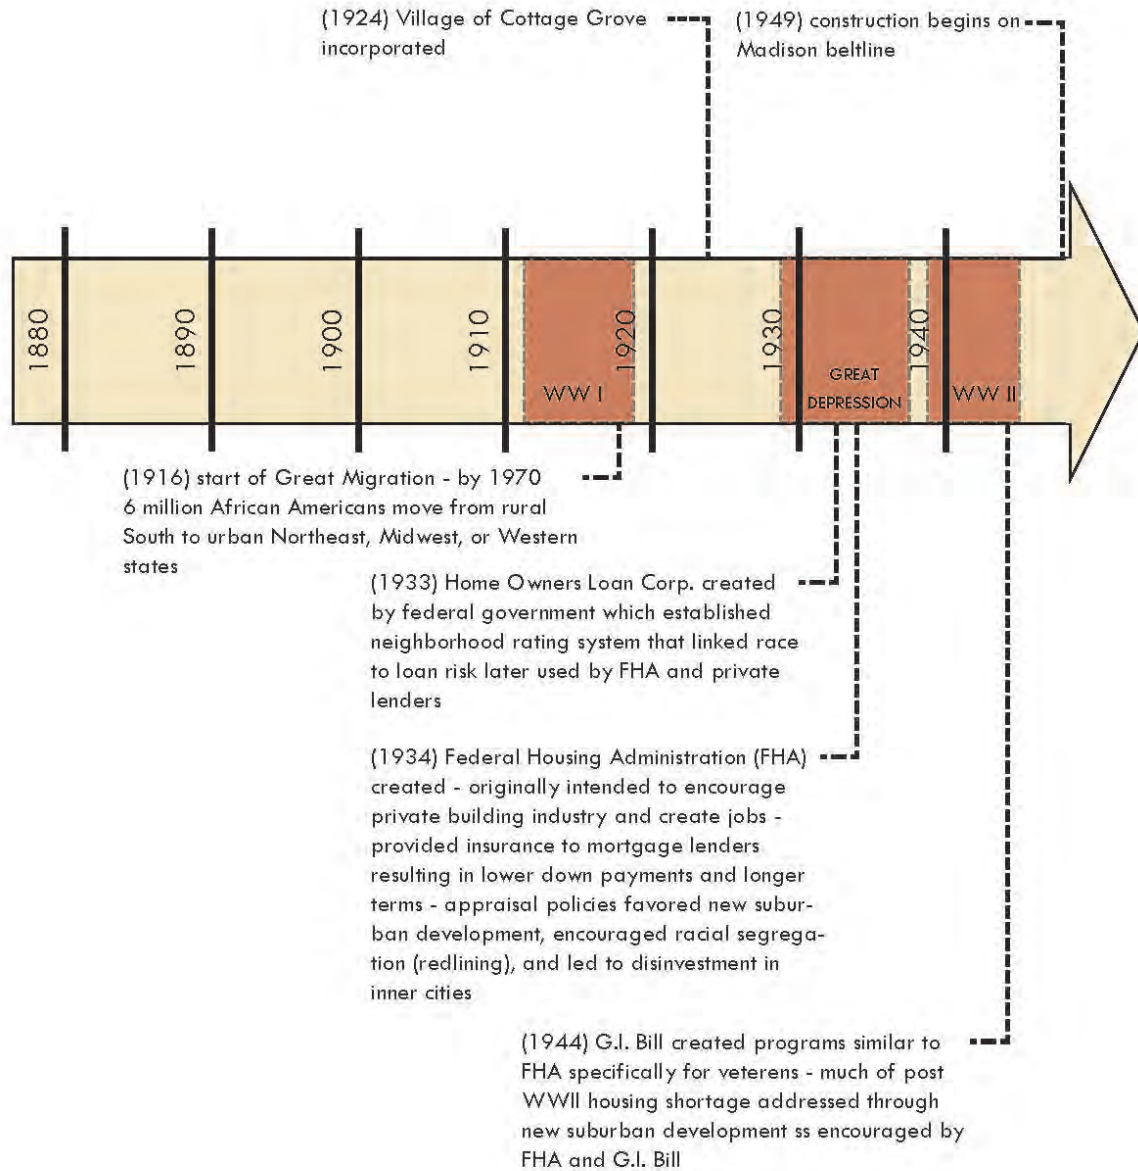 (1924) Village of Cottage Grove
incorporated
(1949) construction begins on
Madison beltline
1880
1890
1900
1910
1920
1930
1940
WW I
GREAT
DEPRESSION
WW II
(1916) start of Great Migration - by 1970
6 million African Americans move from rural
South to urban Northeast, Midwest, or Western
states
(1933) Home Owners Loan Corp. created
by federal government which established
neighborhood rating system that linked race
to loan risk later used by FHA and private
lenders
(1934) Federal Housing Administration (FHA)
created - originally intended to encourage
private building industry and create jobs -
provided insurance to mortgage lenders
resulting in lower down payments and longer
terms - appraisal policies favored new subur-
ban development, encouraged racial segrega-
tion (redlining), and led to disinvestment in
inner cities
(1944) G.I. Bill created programs similar to
FHA specifically for veterens - much of post
WWII housing shortage addressed through
new suburban development ss encouraged by
FHA and G.I. Bill